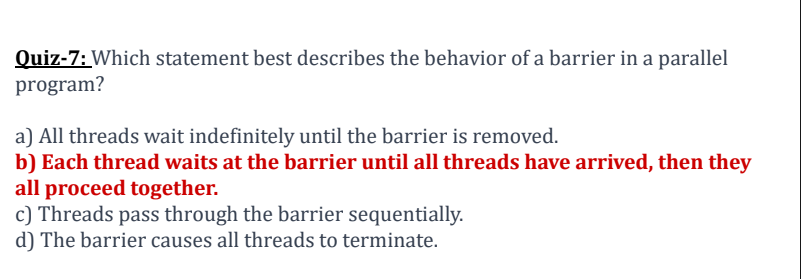 Quiz-7: Which statement best describes the behavior of a barrier in a parallel
program?
a) All threads wait indefinitely until the barrier is removed.
b) Each thread waits at the barrier until all threads have arrived, then they
all proceed together.
c) Threads pass through the barrier sequentially.
d) The barrier causes all threads to terminate.